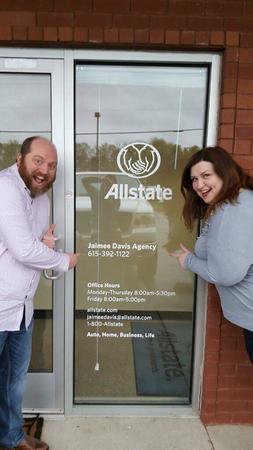 Allstate
Jaimee Davis Agency
615-392-1122
Office Hours
Monday-Thursday 8:00am-5:30pm
Friday 8:00am-5:00pm
allstate.com
jaimeedavis@allstate.com
1-800-Allstate
Auto, Home, Business, Life
Allstate